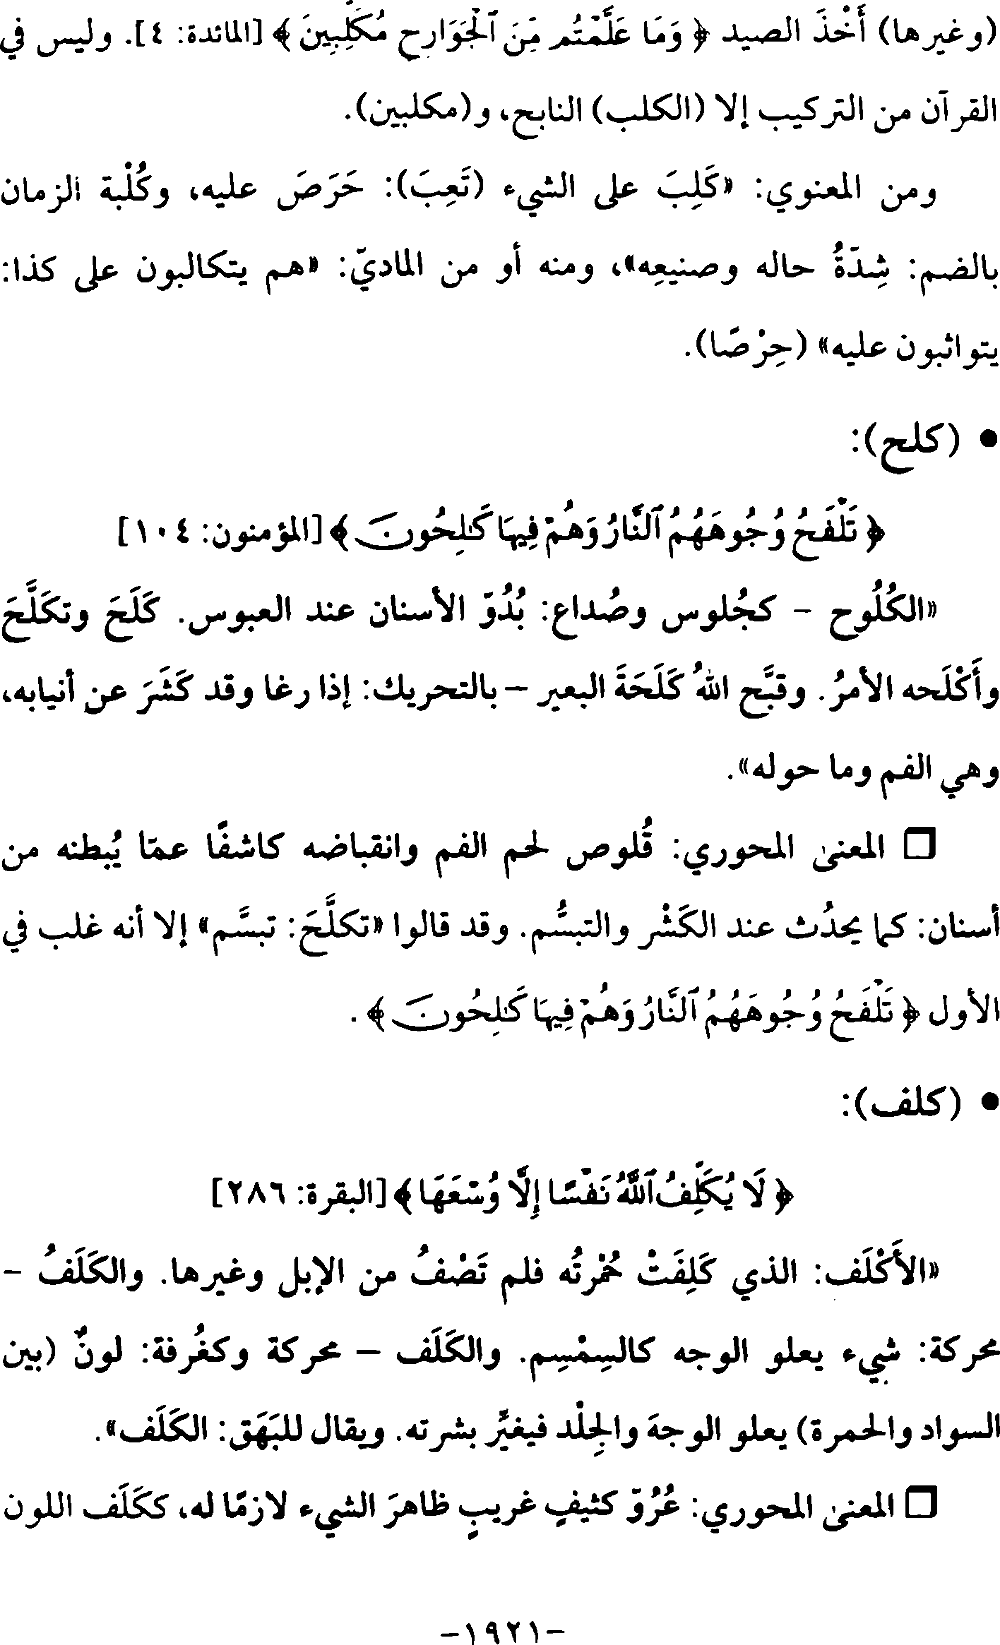 (وغيرها) أَخْذَ الصيد ﴿ وَمَا عَلَّمْتُم مِّنَ ٱلْجَوَارِحِ مُكَلِّبِينَ ﴾ [المائدة: ٤]. وليس في
القرآن من التركيب إلا (الكلب) النابح، و(مكلبين).
ومن المعنوي: «كَلِبَ على الشيء (تَعِبَ): حَرَصَ عليه، وكُلْبة الزمان
بالضم: شِدّةُ حاله وصنيعِه»، ومنه أو من الماديّ: «هم يتكالبون على كذا:
يتواثبون عليه» (حِرْصًا).
• (كلح):
﴿ تَلْفَحُ وُجُوهَهُمُ ٱلنَّارُ وَهُمْ فِيهَا كَٰلِحُونَ ﴾ [المؤمنون: ١٠٤]
«الكُلُوح - كجُلوس وصُداع: بُدُوّ الأسنان عند العبوس. كَلَحَ وتكَلَّحَ
وأَكْلَحه الأمرُ. وقبَّح اللهُ كَلَحَةَ البعير – بالتحريك: إذا رغا وقد كَشَرَ عن أنيابه،
وهي الفم وما حوله».
❒ المعنى المحوري: قُلوص لحم الفم وانقباضه كاشفًا عمّا يُبطنه من
أسنان: كما يحدُث عند الكَشْر والتبسُّم. وقد قالوا «تكلَّحَ: تبسَّم» إلا أنه غلب في
الأول ﴿ تَلْفَحُ وُجُوهَهُمُ ٱلنَّارُ وَهُمْ فِيهَا كَٰلِحُونَ ﴾.
• (كلف):
﴿ لَا يُكَلِّفُ ٱللَّهُ نَفْسًا إِلَّا وُسْعَهَا ﴾ [البقرة: ٢٨٦]
«الأَكْلَف: الذي كَلِفَتْ حُمْرتُه فلم تَصْفُ من الإبل وغيرها. والكَلَفُ -
محركة: شيء يعلو الوجه كالسِمْسِم. والكَلَف – محركة وكغُرفة: لونٌ (بين
السواد والحمرة) يعلو الوجهَ والجِلْد فيغيَّر بشرته. ويقال للبَهَق: الكَلَف».
❒ المعنى المحوري: عُرُوّ كثيفٍ غريبٍ ظاهرَ الشيء لازمًا له، ككَلَف اللون
-١٩٢١-